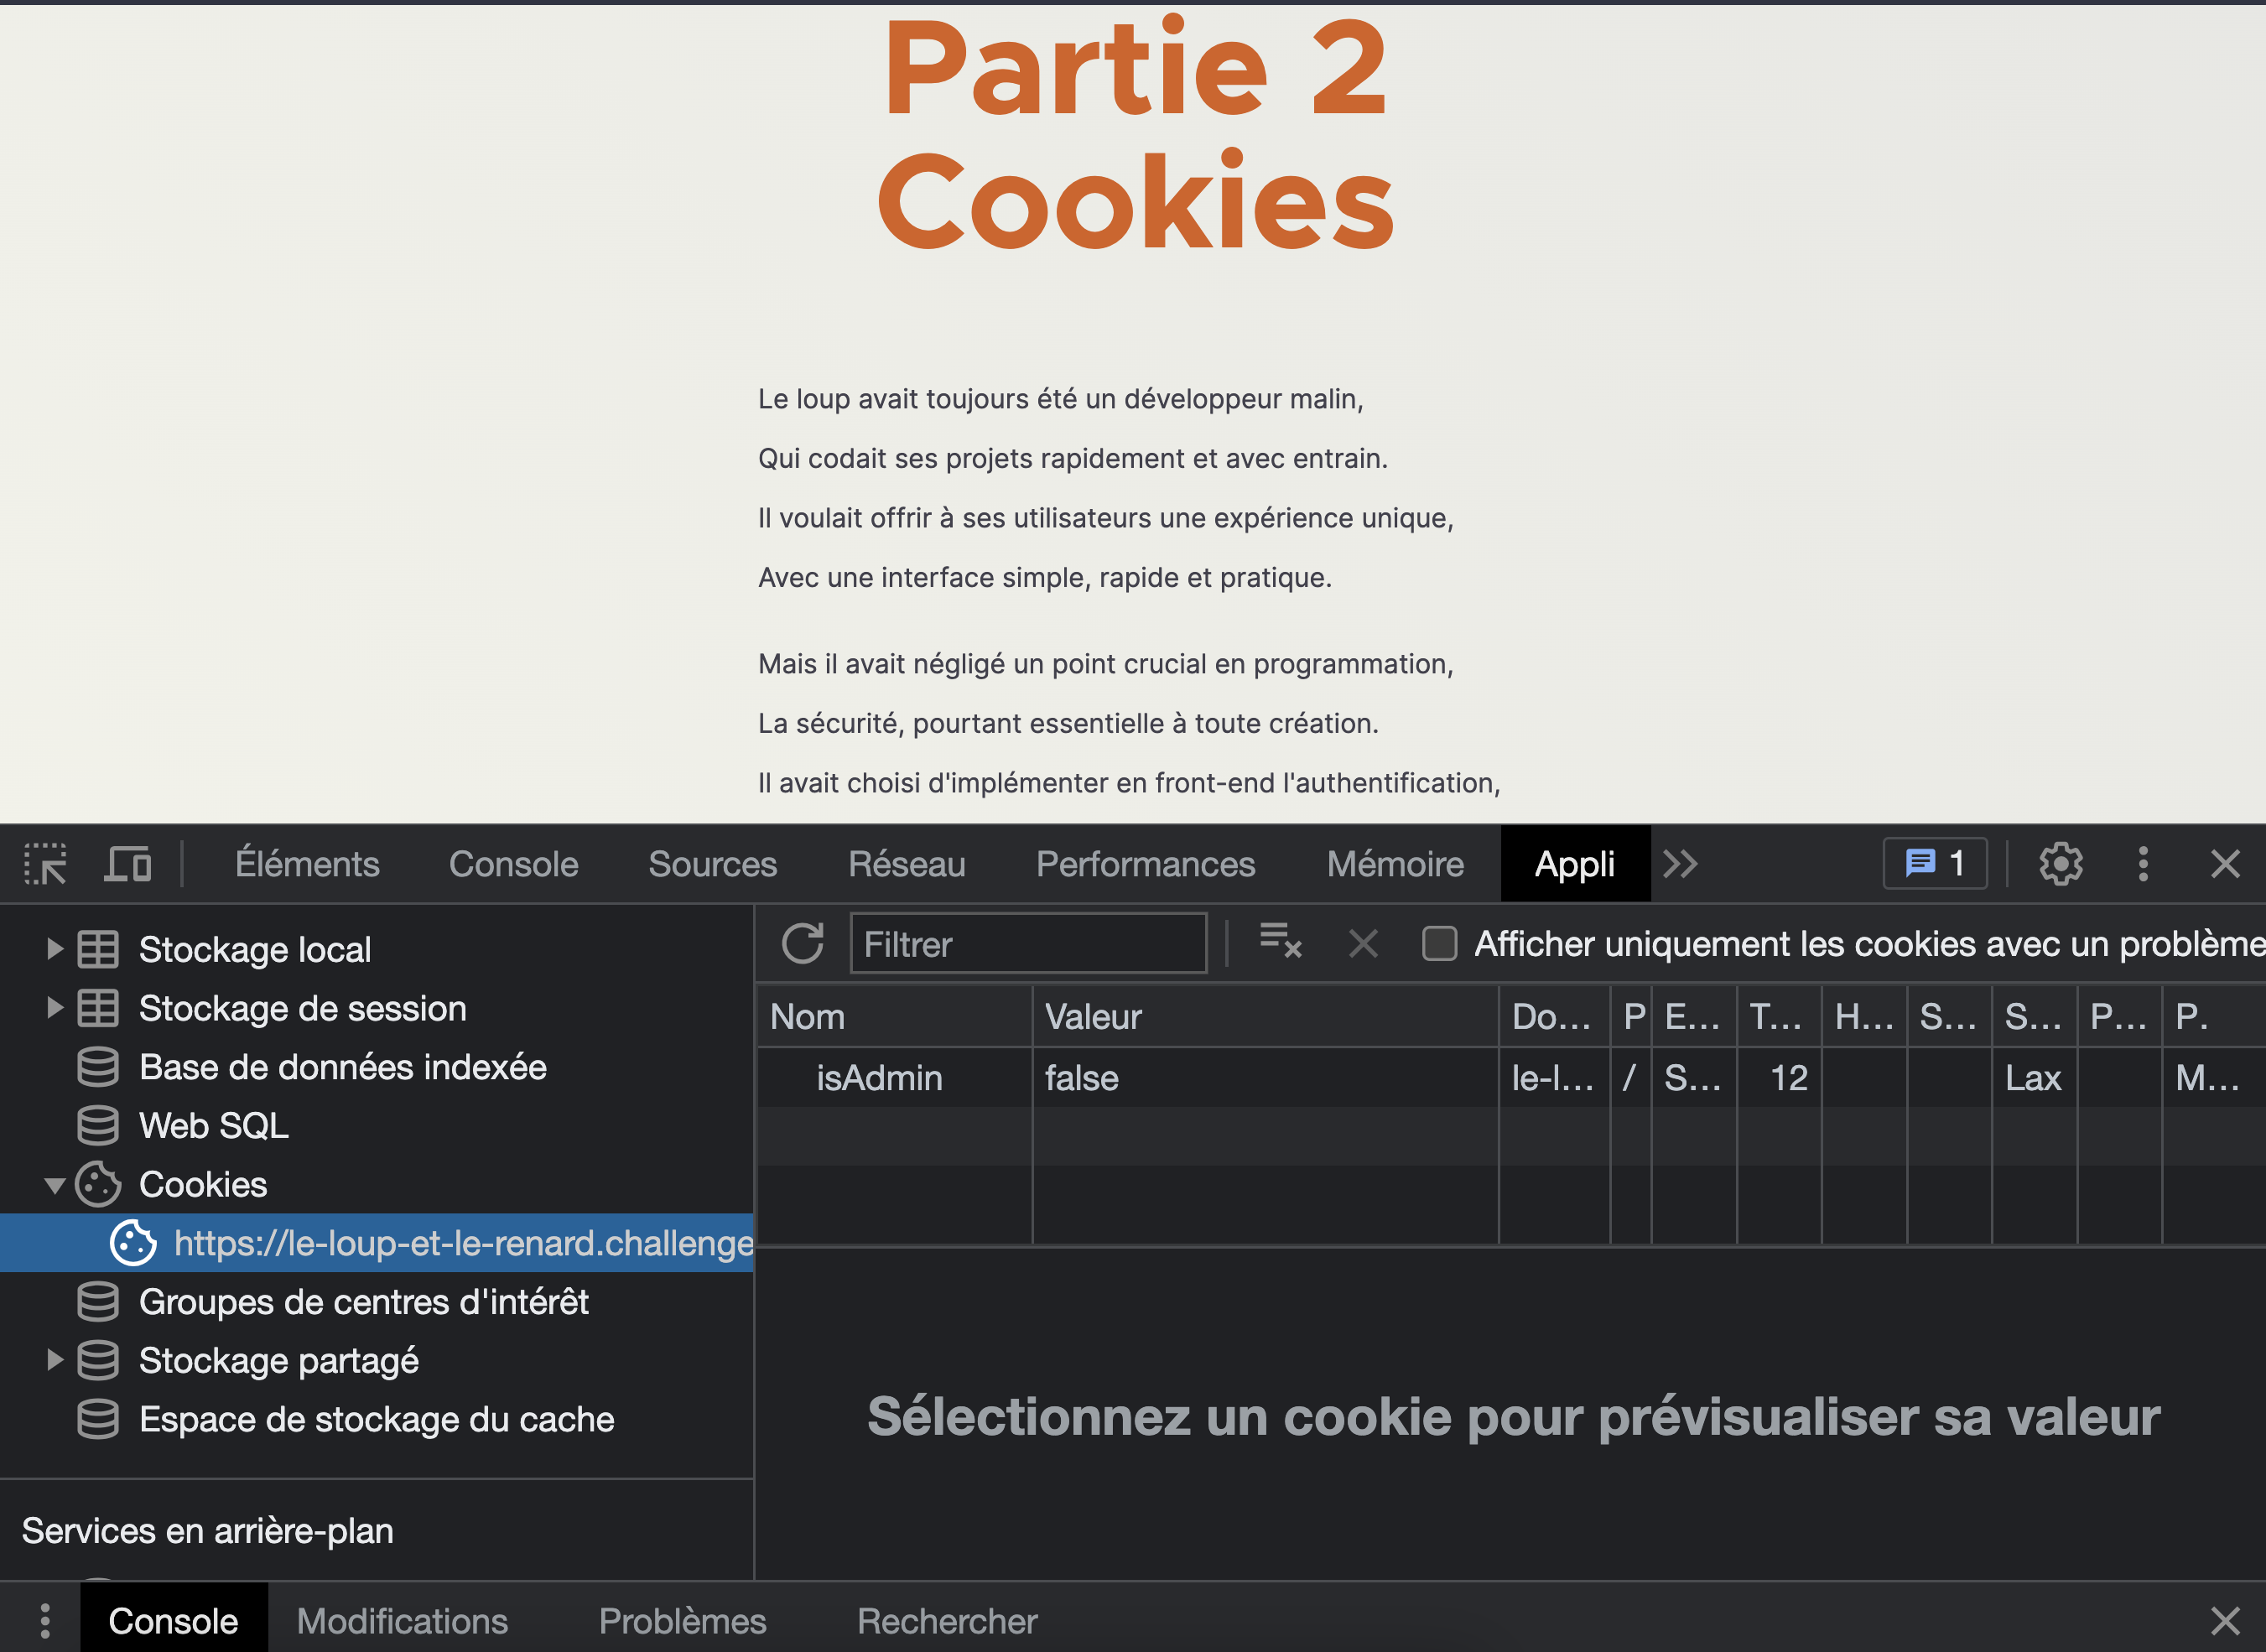 Partie 2
Cookies
Le loup avait toujours été un développeur malin,
Qui codait ses projets rapidement et avec entrain.
Il voulait offrir à ses utilisateurs une expérience unique,
Avec une interface simple, rapide et pratique.
Mais il avait négligé un point crucial en programmation,
La sécurité, pourtant essentielle à toute création.
Il avait choisi d'implémenter en front-end l'authentification,
Éléments Console Sources Réseau Performances Mémoire Appli 1
Stockage local
Stockage de session
Base de données indexée
Web SQL
Cookies
https://le-loup-et-le-renard.challenge
Groupes de centres d'intérêt
Stockage partagé
Espace de stockage du cache
Services en arrière-plan
Filtrer Afficher uniquement les cookies avec un problème
Nom Valeur Do... P E... T... H... S... S... P... P.
isAdmin false le-l... / S... 12 Lax M...
Sélectionnez un cookie pour prévisualiser sa valeur
Console Modifications Problèmes Rechercher